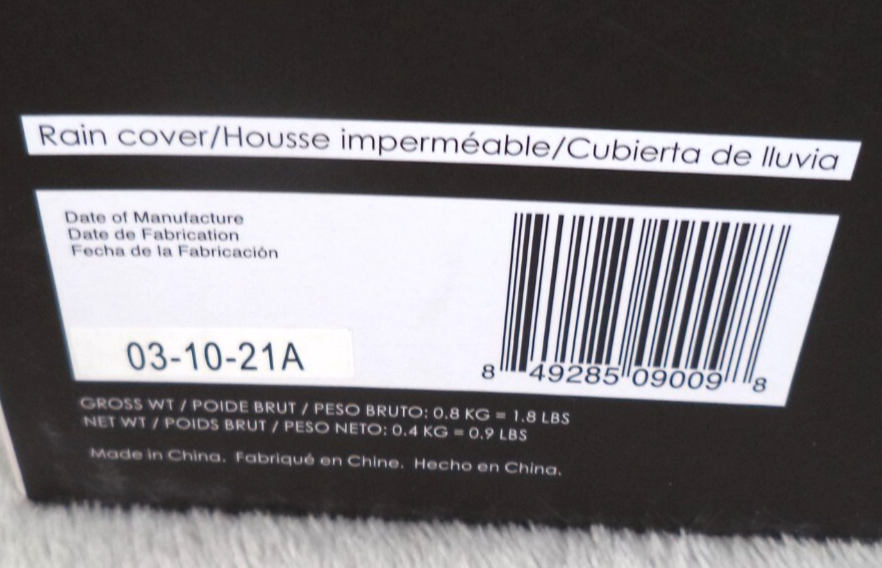 Rain cover/Housse imperméable/Cubierta de lluvia
Date of Manufacture
Date de Fabrication
Fecha de la Fabricación
03-10-21A
8 49285 09009 8
GROSS WT / POIDE BRUT / PESO BRUTO: 0.8 KG = 1.8 LBS
NET WT / POIDS BRUT / PESO NETO: 0.4 KG = 0.9 LBS
Made in China. Fabriqué en Chine. Hecho en China.